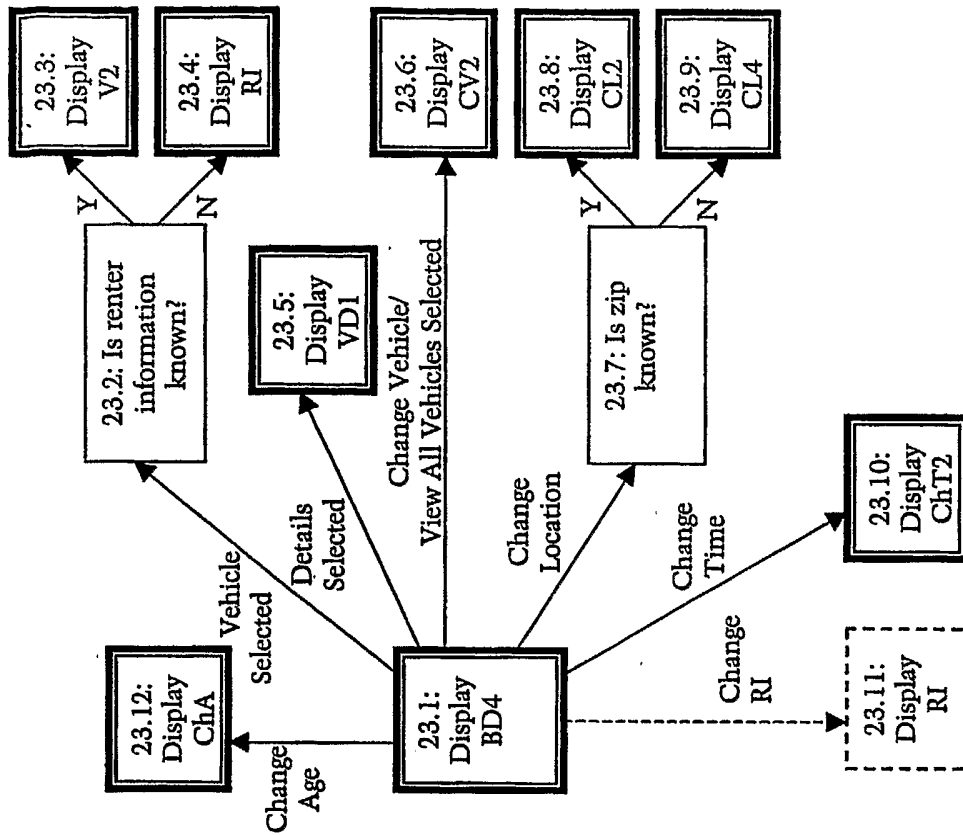 23.12:
Display
ChA
Change
Age
23.1:
Display
BD4
Vehicle
Selected
23.2: Is renter
information
known?
Y
23.3:
Display
V2
N
23.4:
Display
RI
Details
Selected
23.5:
Display
VD1
Change Vehicle/
View All Vehicles Selected
23.6:
Display
CV2
Change
Location
23.7: Is zip
known?
Y
23.8:
Display
CL2
N
23.9:
Display
CL4
Change
Time
23.10:
Display
ChT2
Change
RI
23.11:
Display
RI